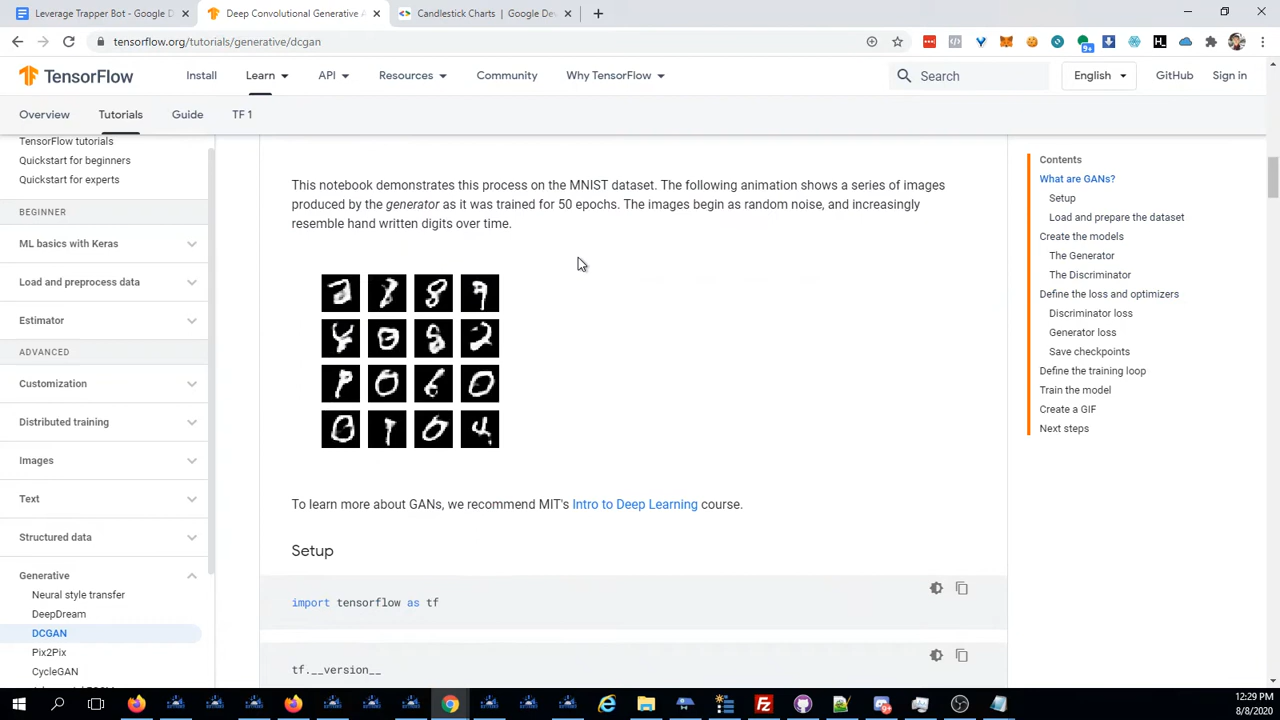 Leverage Trapper Bot - Google D
Deep Convolutional Generative A
Candlestick Charts | Google Dev
tensorflow.org/tutorials/generative/dcgan
9+
TensorFlow
Install
Learn
API
Resources
Community
Why TensorFlow
Search
English
GitHub
Sign in
Overview
Tutorials
Guide
TF 1
TensorFlow tutorials
Quickstart for beginners
Quickstart for experts
BEGINNER
ML basics with Keras
Load and preprocess data
Estimator
ADVANCED
Customization
Distributed training
Images
Text
Structured data
Generative
Neural style transfer
DeepDream
DCGAN
Pix2Pix
CycleGAN
This notebook demonstrates this process on the MNIST dataset. The following animation shows a series of images
produced by the generator as it was trained for 50 epochs. The images begin as random noise, and increasingly
resemble hand written digits over time.
To learn more about GANs, we recommend MIT's Intro to Deep Learning course.
Setup
import tensorflow as tf
tf.__version__
Contents
What are GANs?
Setup
Load and prepare the dataset
Create the models
The Generator
The Discriminator
Define the loss and optimizers
Discriminator loss
Generator loss
Save checkpoints
Define the training loop
Train the model
Create a GIF
Next steps
12:29 PM
8/8/2020